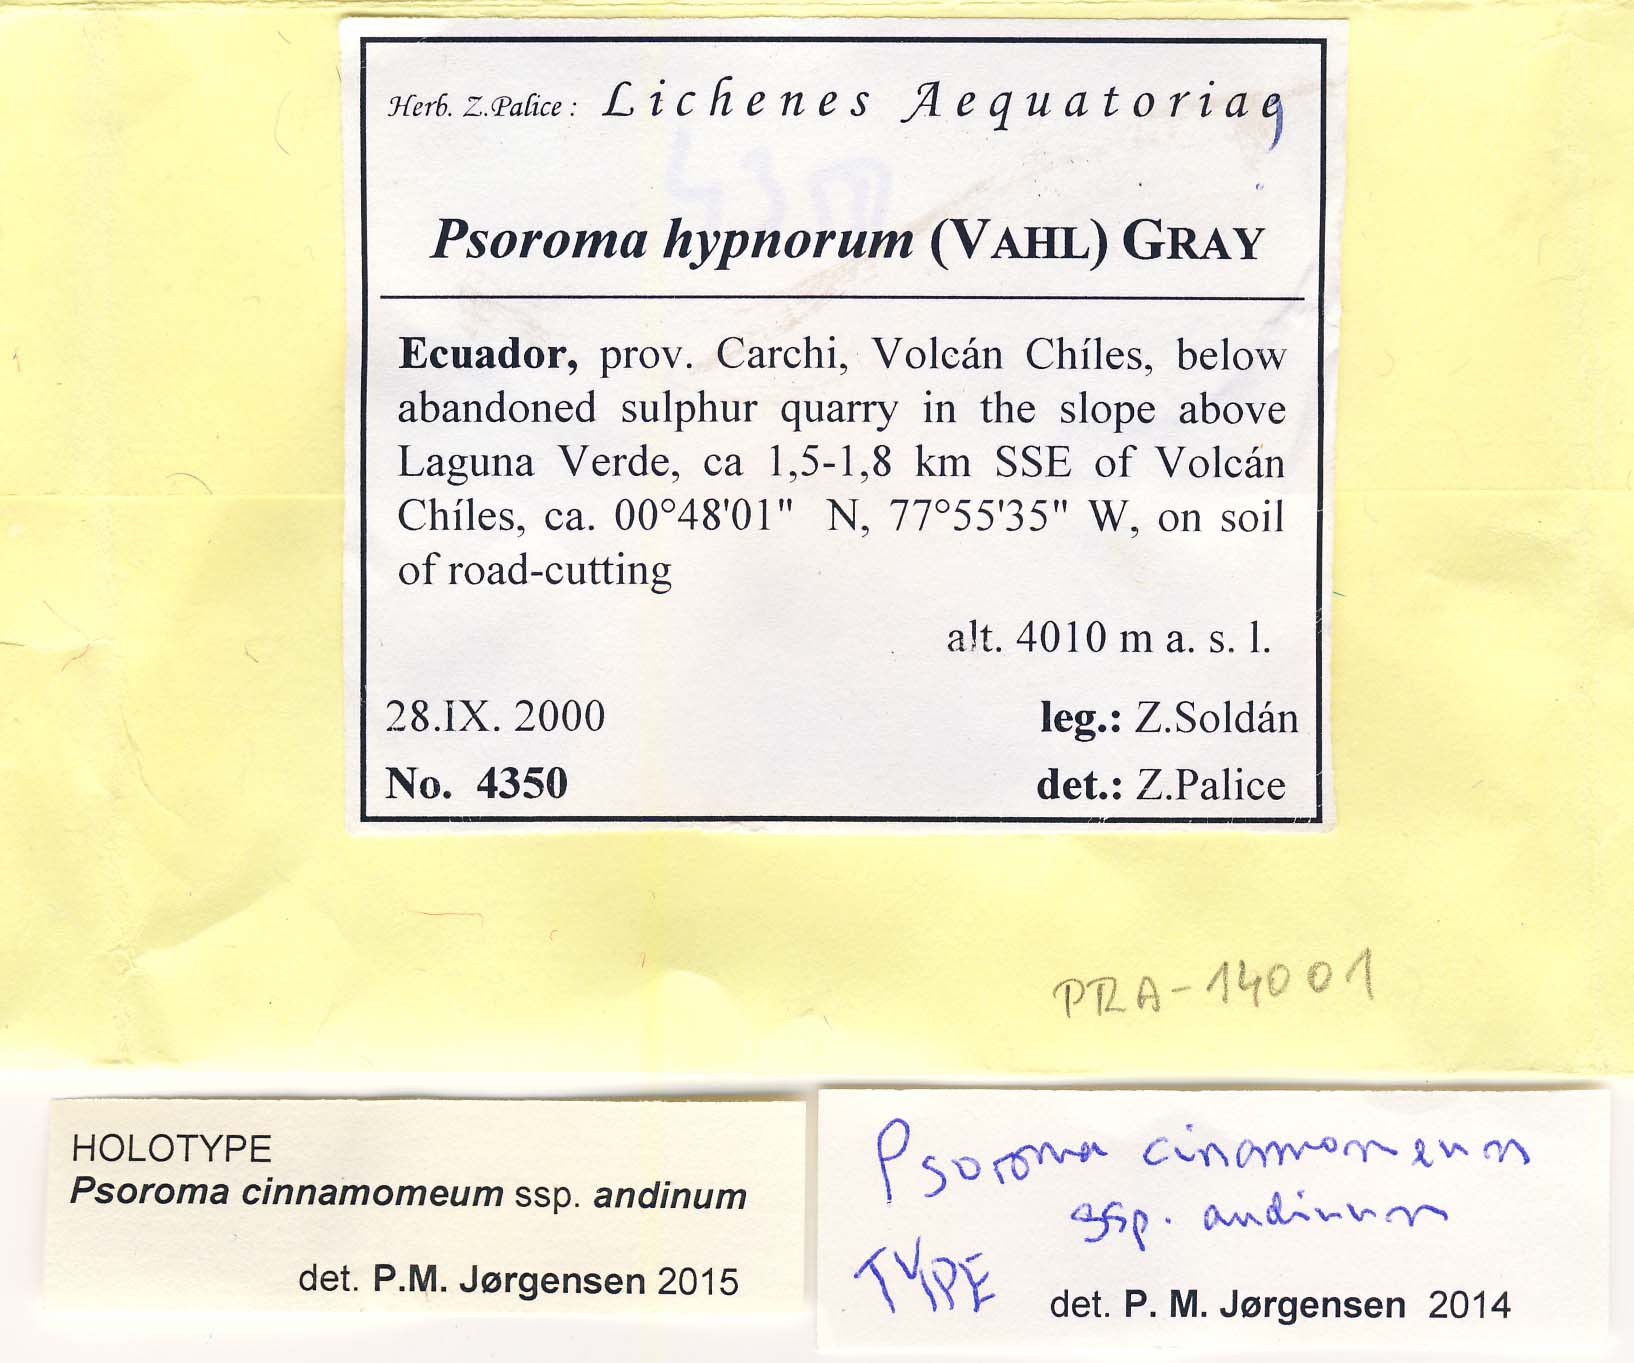 Herb. Z.Palice : Lichenes Aequatoriae
Psoroma hypnorum (VAHL) GRAY
Ecuador, prov. Carchi, Volcán Chíles, below
abandoned sulphur quarry in the slope above
Laguna Verde, ca 1,5-1,8 km SSE of Volcán
Chíles, ca. 00°48'01" N, 77°55'35" W, on soil
of road-cutting
alt. 4010 m a. s. l.
28.IX. 2000 leg.: Z.Soldán
No. 4350 det.: Z.Palice
PRA-14001
HOLOTYPE
Psoroma cinnamomeum ssp. andinum
det. P.M. Jørgensen 2015
Psoroma cinamomeum
ssp. andinum
TYPE
det. P. M. Jørgensen 2014